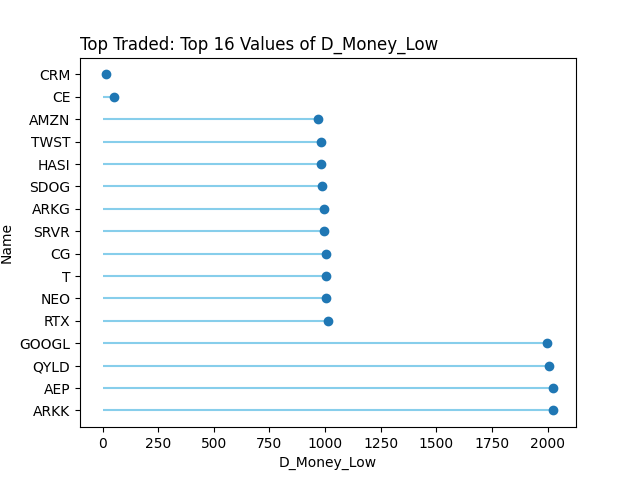 Top Traded: Top 16 Values of D_Money_Low
CRM
CE
AMZN
TWST
HASI
SDOG
ARKG
SRVR
CG
T
NEO
RTX
GOOGL
QYLD
AEP
ARKK
Name
0 250 500 750 1000 1250 1500 1750 2000
D_Money_Low